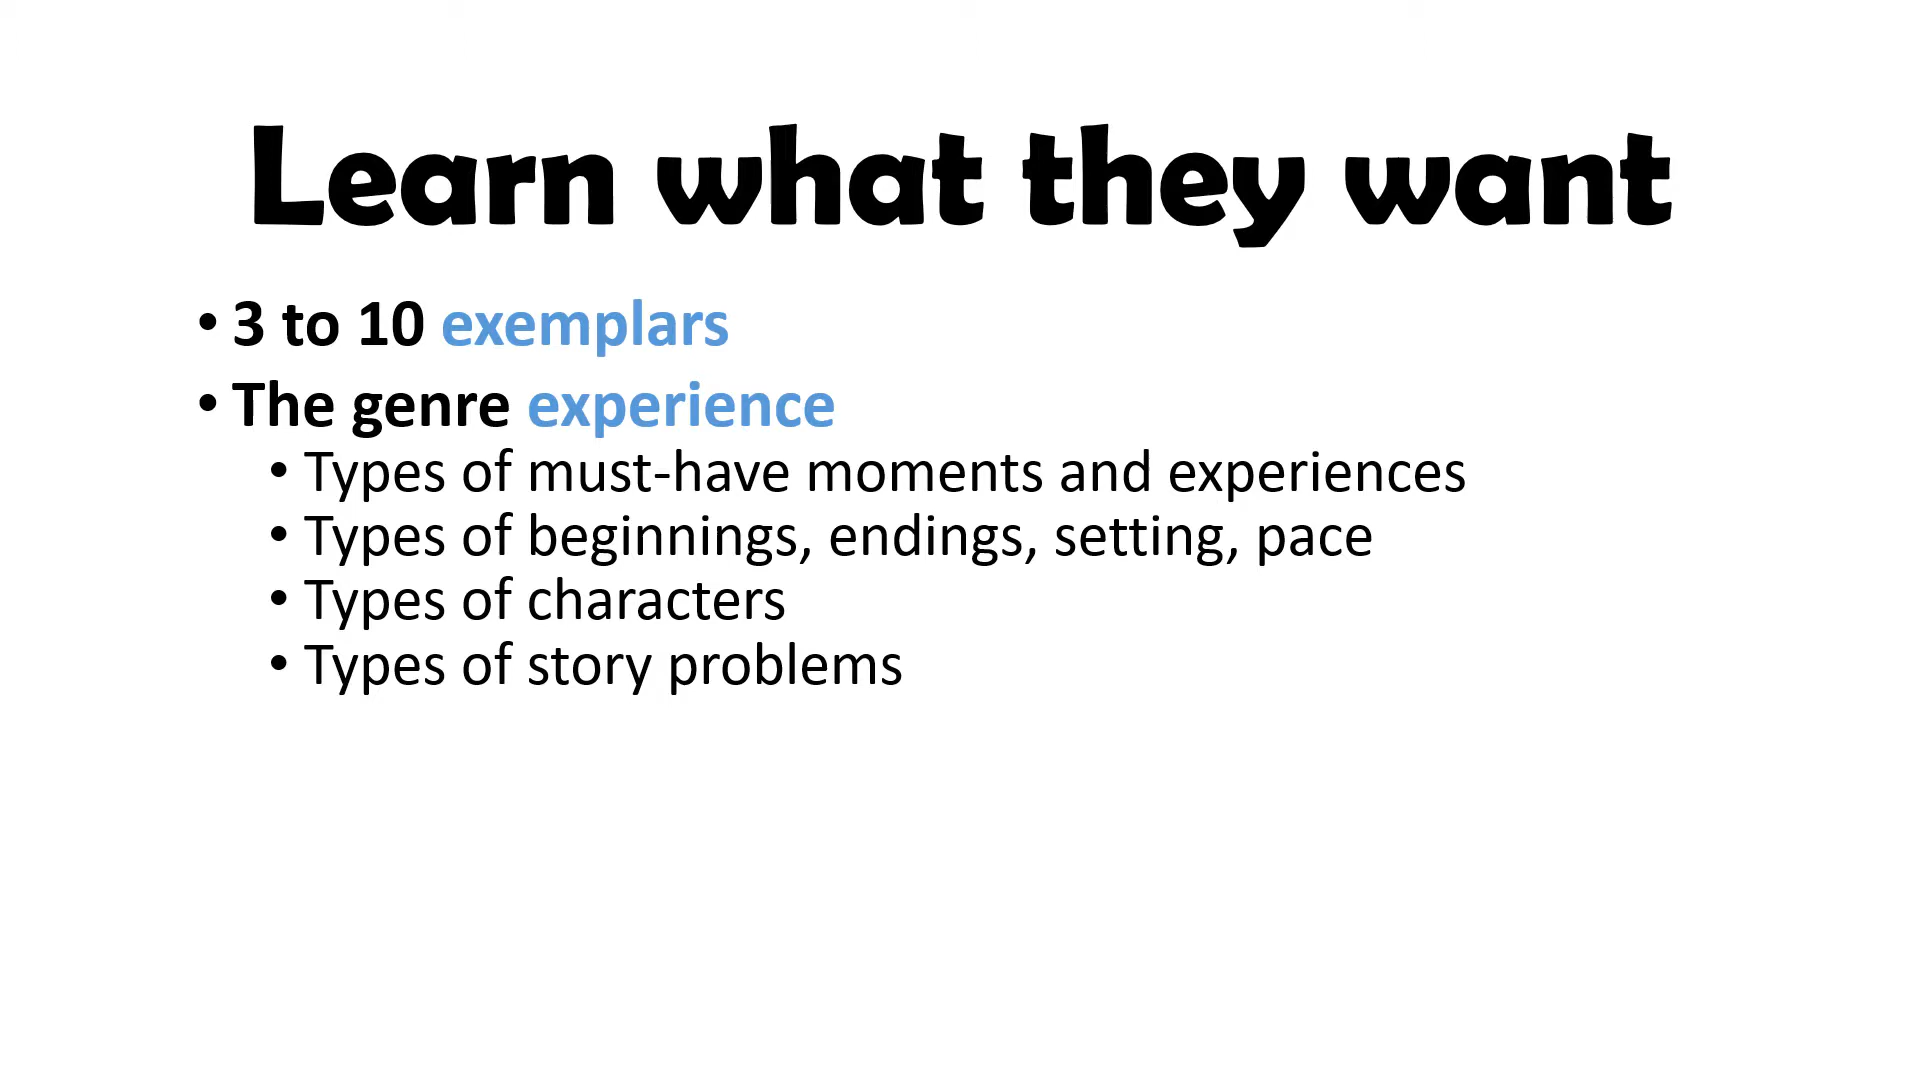 Learn what they want
• 3 to 10 exemplars
• The genre experience
• Types of must-have moments and experiences
• Types of beginnings, endings, setting, pace
• Types of characters
• Types of story problems